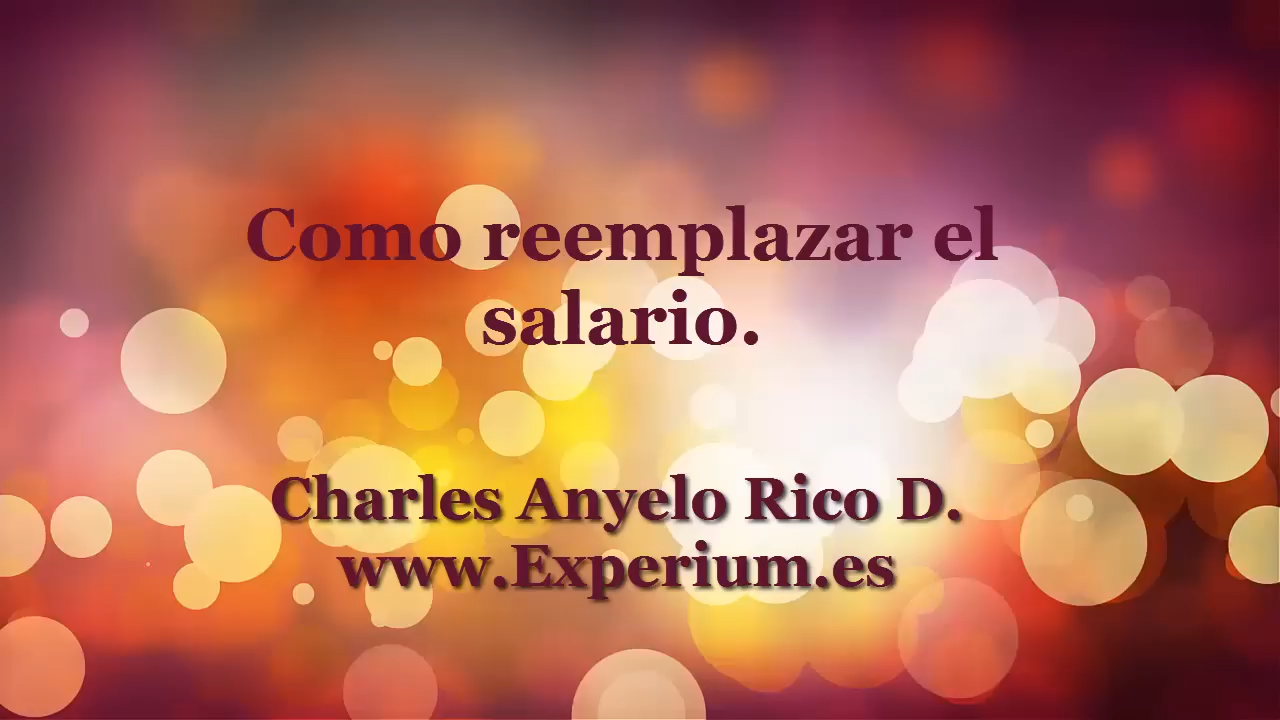 Como reemplazar el
salario.
Charles Anyelo Rico D.
www.Experium.es